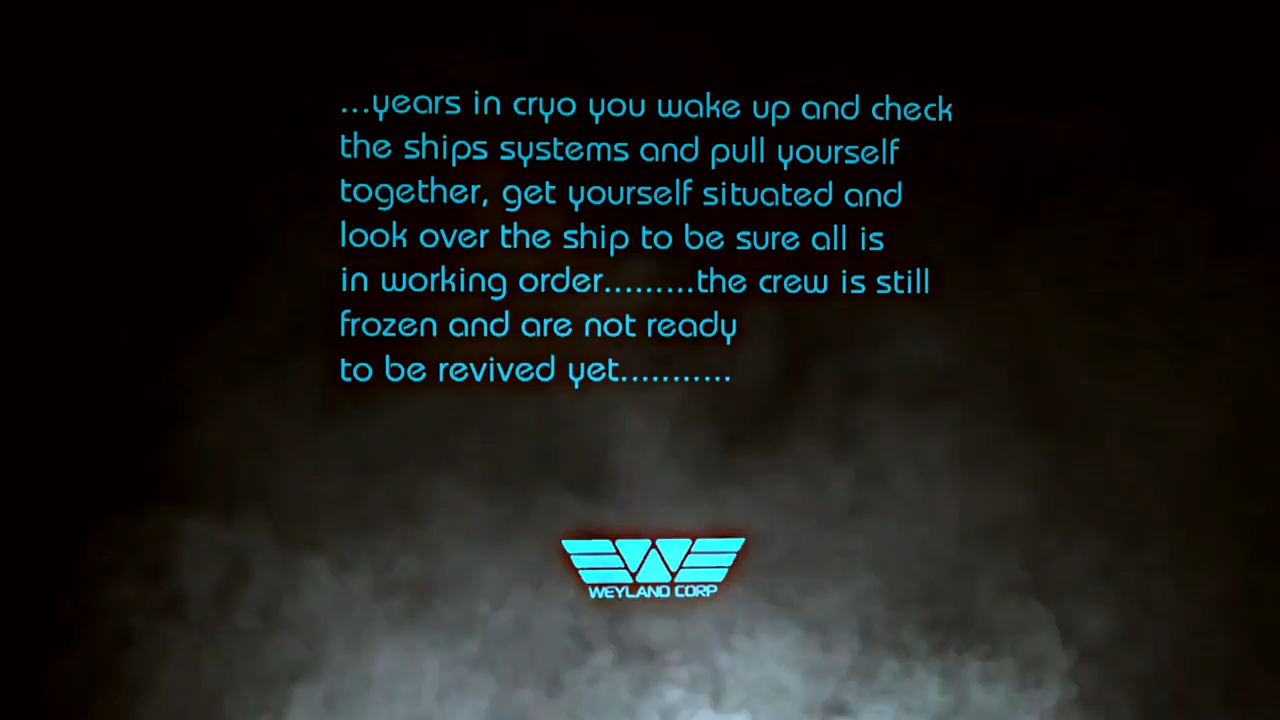 ...years in cryo you wake up and check
the ships systems and pull yourself
together, get yourself situated and
look over the ship to be sure all is
in working order.........the crew is still
frozen and are not ready
to be revived yet...........
WEYLAND CORP